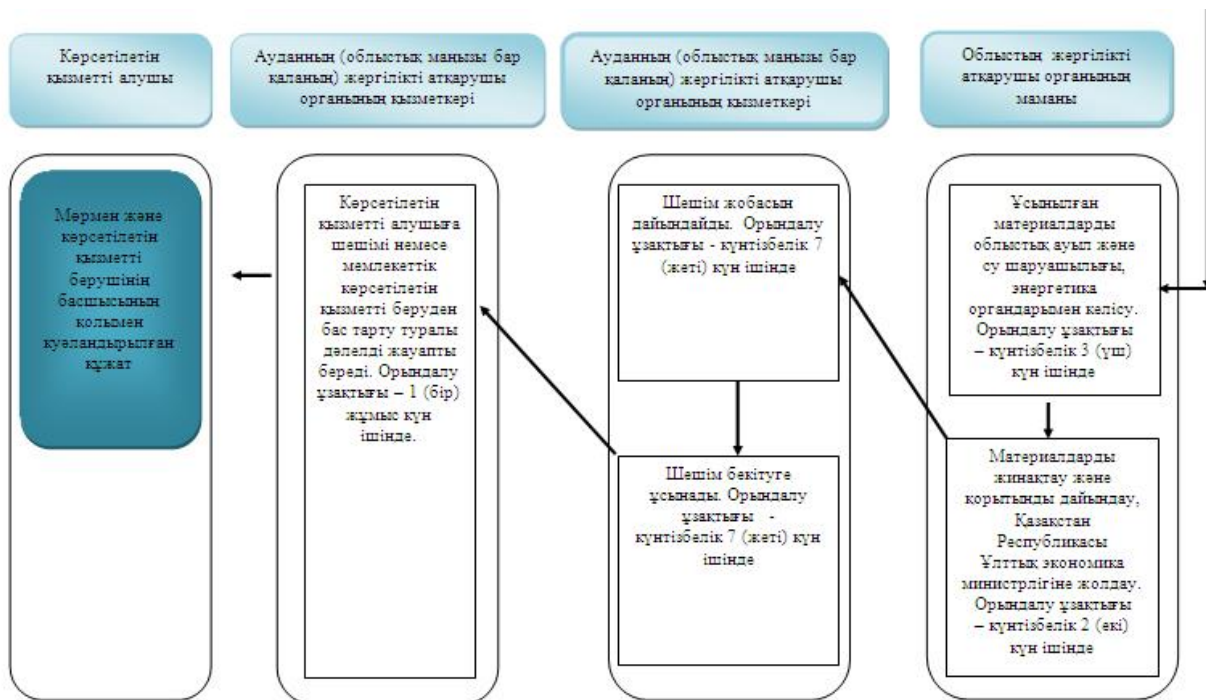 Көрсетілетін
қызметті алушы
Ауданның (облыстық маңызы бар
қаланың) жергілікті атқарушы
органының қызметкері
Ауданның (облыстық маңызы бар
қаланың) жергілікті атқарушы
органының қызметкері
Облыстың жергілікті
атқарушы органының
маманы
Мөрмен және
көрсетілетін
қызметті
берушінің
басшысының
қолымен
куәландырылған
құжат
Көрсетілетін
қызметті алушыға
шешімі немесе
мемлекеттік
көрсетілетін
қызметті беруден
бас тарту туралы
дәлелді жауапты
береді. Орындалу
ұзақтығы – 1 (бір)
жұмыс күн
ішінде.
Шешім жобасын
дайындайды. Орындалу
ұзақтығы - күнтізбелік 7
(жеті) күн ішінде
Шешім бекітуге
ұсынады. Орындалу
ұзақтығы -
күнтізбелік 7 (жеті) күн
ішінде
Ұсынылған
материалдарды
облыстық ауыл және
су шаруашылығы,
энергетика
органдарымен келісу.
Орындалу ұзақтығы
– күнтізбелік 3 (үш)
күн ішінде
Материалдарды
жинақтау және
қорытынды дайындау,
Қазақстан
Республикасы
Ұлттық экономика
министрлігіне жолдау.
Орындалу ұзақтығы
– күнтізбелік 2 (екі)
күн ішінде